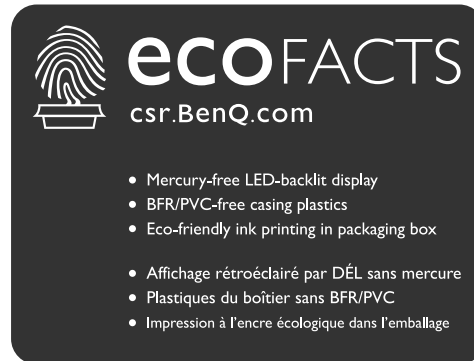 ecoFACTS
csr.BenQ.com
• Mercury-free LED-backlit display
• BFR/PVC-free casing plastics
• Eco-friendly ink printing in packaging box
• Affichage rétroéclairé par DÉL sans mercure
• Plastiques du boîtier sans BFR/PVC
• Impression à l'encre écologique dans l'emballage